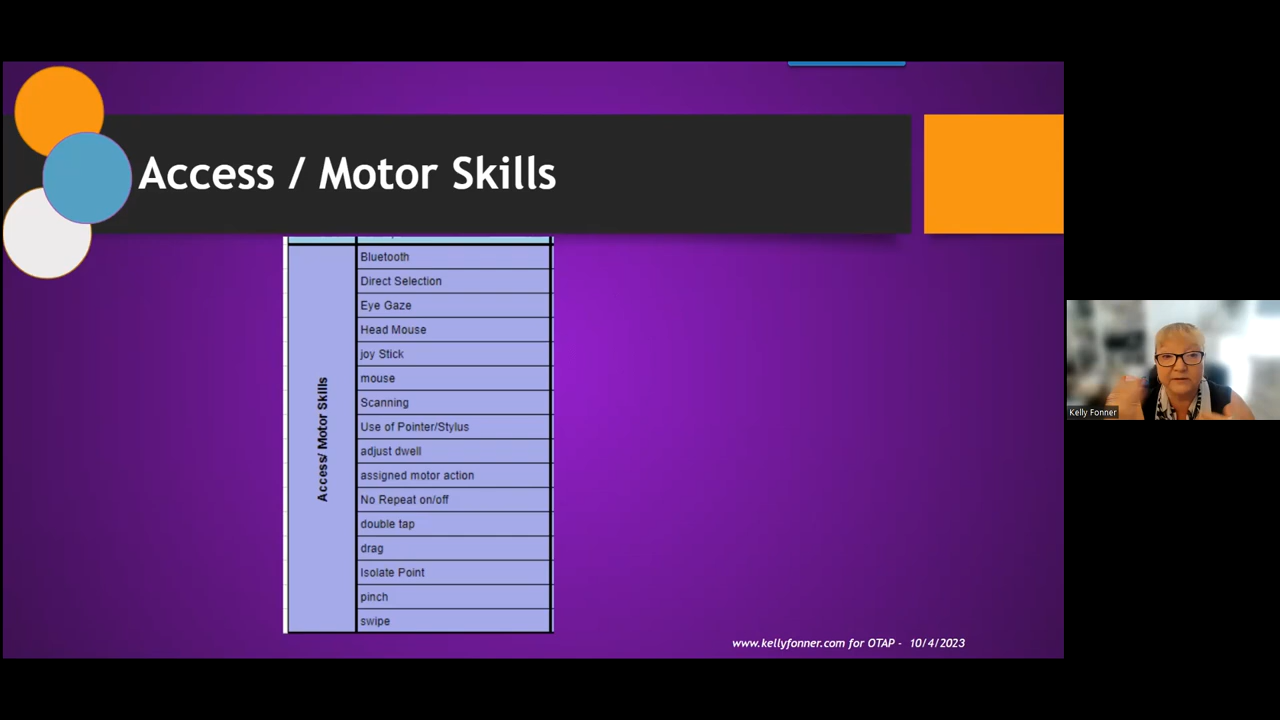 Access / Motor Skills
Access/ Motor Skills
Bluetooth
Direct Selection
Eye Gaze
Head Mouse
joy Stick
mouse
Scanning
Use of Pointer/Stylus
adjust dwell
assigned motor action
No Repeat on/off
double tap
drag
Isolate Point
pinch
swipe
www.kellyfonner.com for OTAP - 10/4/2023
Kelly Fonner